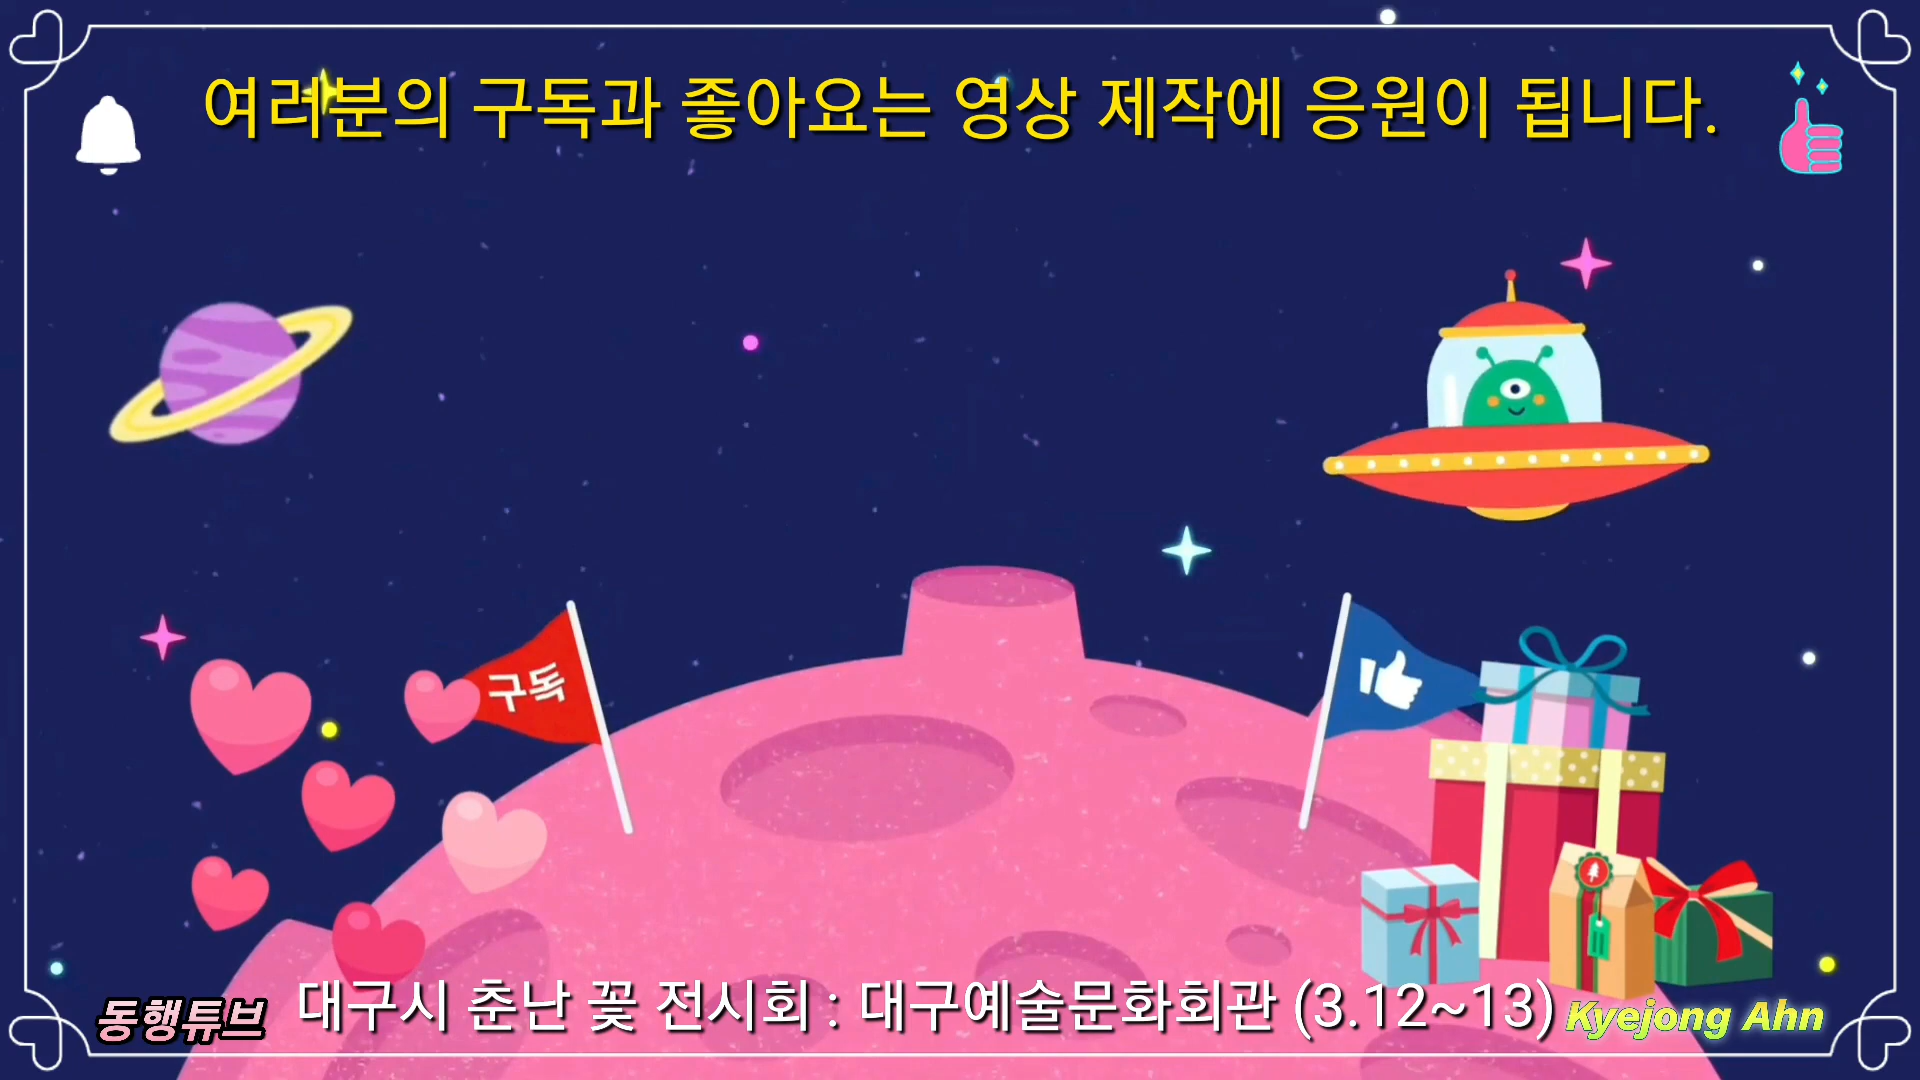 여러분의 구독과 좋아요는 영상 제작에 응원이 됩니다.
구독
대구시 춘난 꽃 전시회 : 대구예술문화회관 (3.12~13)
동행튜브
Kyejong Ahn